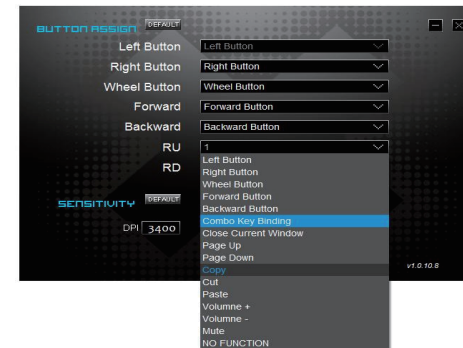 BUTTON ASSIGN DEFAULT
Left Button Left Button
Right Button Right Button
Wheel Button Wheel Button
Forward Forward Button
Backward Backward Button
RU 1
RD
Left Button
Right Button
Wheel Button
Forward Button
Backward Button
Combo Key Binding
Close Current Window
Page Up
Page Down
Copy
Cut
Paste
Volumne +
Volumne -
Mute
NO FUNCTION
SENSITIVITY DEFAULT
DPI 3400
v1.0.10.8